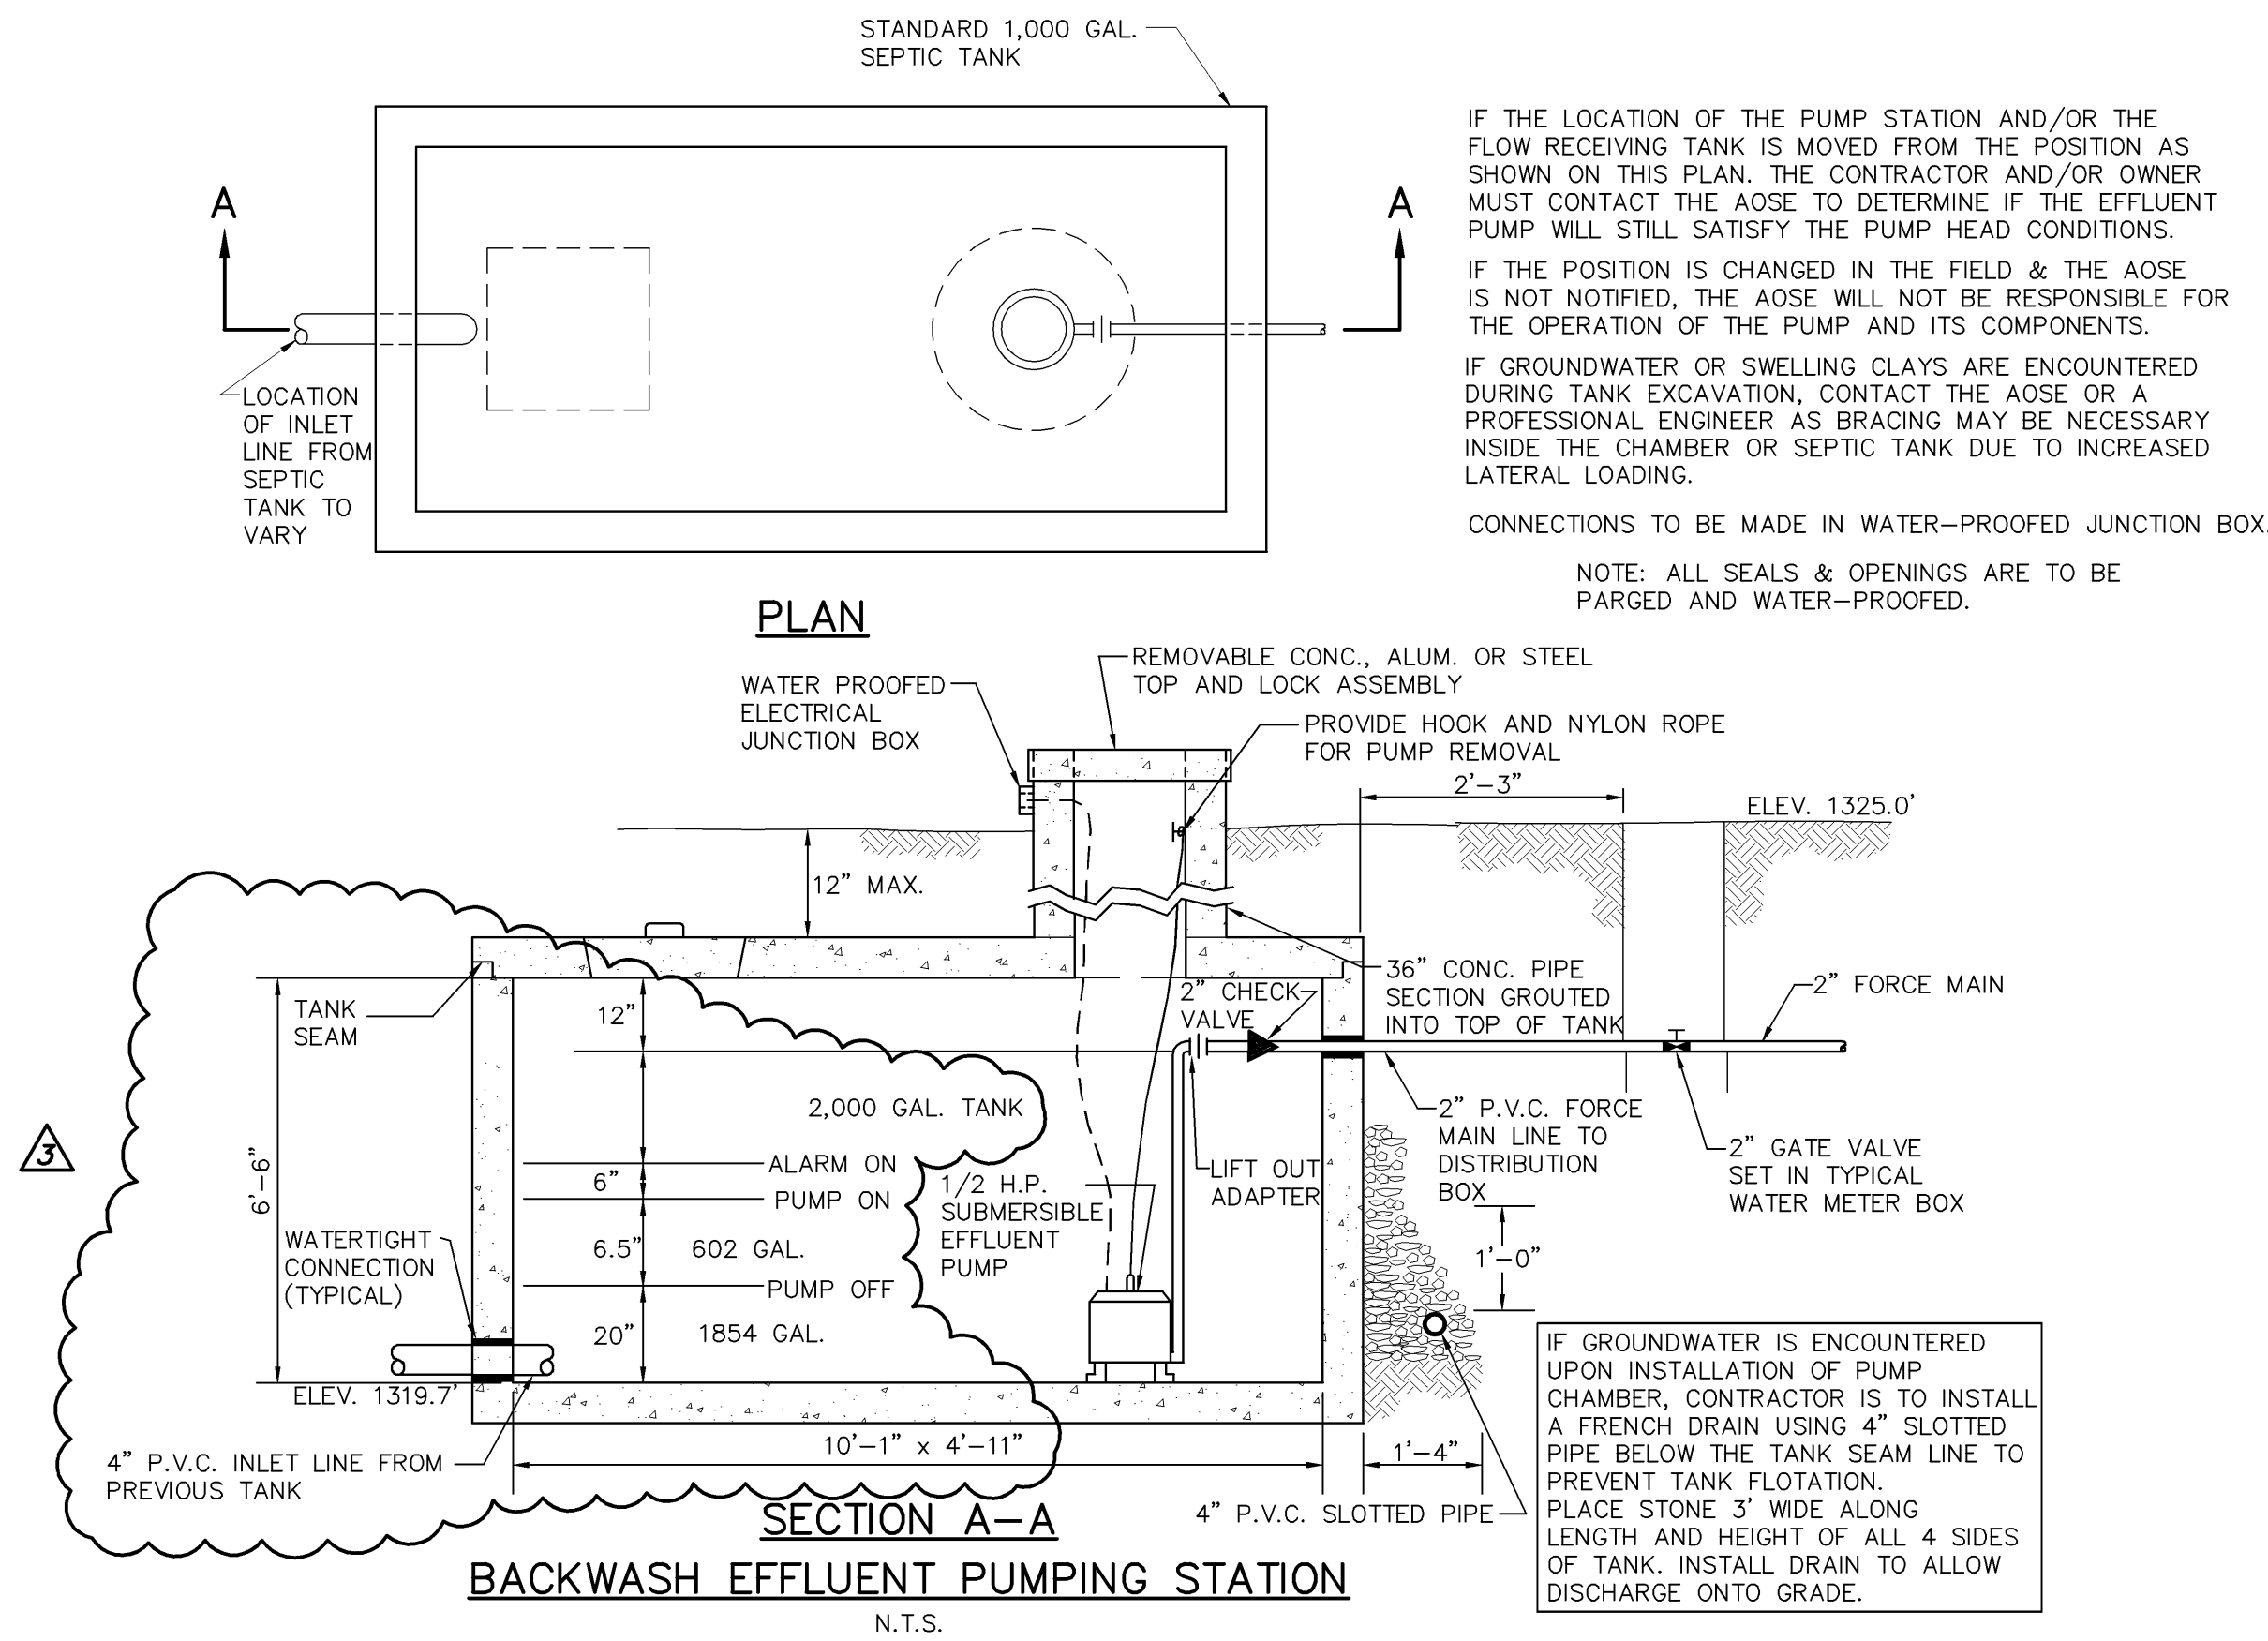 STANDARD 1,000 GAL.
SEPTIC TANK
A
A
LOCATION
OF INLET
LINE FROM
SEPTIC
TANK TO
VARY
IF THE LOCATION OF THE PUMP STATION AND/OR THE
FLOW RECEIVING TANK IS MOVED FROM THE POSITION AS
SHOWN ON THIS PLAN. THE CONTRACTOR AND/OR OWNER
MUST CONTACT THE AOSE TO DETERMINE IF THE EFFLUENT
PUMP WILL STILL SATISFY THE PUMP HEAD CONDITIONS.
IF THE POSITION IS CHANGED IN THE FIELD & THE AOSE
IS NOT NOTIFIED, THE AOSE WILL NOT BE RESPONSIBLE FOR
THE OPERATION OF THE PUMP AND ITS COMPONENTS.
IF GROUNDWATER OR SWELLING CLAYS ARE ENCOUNTERED
DURING TANK EXCAVATION, CONTACT THE AOSE OR A
PROFESSIONAL ENGINEER AS BRACING MAY BE NECESSARY
INSIDE THE CHAMBER OR SEPTIC TANK DUE TO INCREASED
LATERAL LOADING.
CONNECTIONS TO BE MADE IN WATER–PROOFED JUNCTION BOX.
NOTE: ALL SEALS & OPENINGS ARE TO BE
PARGED AND WATER–PROOFED.
PLAN
WATER PROOFED
ELECTRICAL
JUNCTION BOX
REMOVABLE CONC., ALUM. OR STEEL
TOP AND LOCK ASSEMBLY
PROVIDE HOOK AND NYLON ROPE
FOR PUMP REMOVAL
2'–3"
ELEV. 1325.0'
12" MAX.
36" CONC. PIPE
SECTION GROUTED
INTO TOP OF TANK
2" FORCE MAIN
TANK
SEAM
12"
2" CHECK
VALVE
2,000 GAL. TANK
3
6'–6"
ALARM ON
6"
PUMP ON
6.5"
602 GAL.
PUMP OFF
20"
1854 GAL.
1/2 H.P.
SUBMERSIBLE
EFFLUENT
PUMP
LIFT OUT
ADAPTER
2" P.V.C. FORCE
MAIN LINE TO
DISTRIBUTION
BOX
2" GATE VALVE
SET IN TYPICAL
WATER METER BOX
1'–0"
WATERTIGHT
CONNECTION
(TYPICAL)
ELEV. 1319.7'
4" P.V.C. INLET LINE FROM
PREVIOUS TANK
10'–1" x 4'–11"
1'–4"
4" P.V.C. SLOTTED PIPE
IF GROUNDWATER IS ENCOUNTERED
UPON INSTALLATION OF PUMP
CHAMBER, CONTRACTOR IS TO INSTALL
A FRENCH DRAIN USING 4" SLOTTED
PIPE BELOW THE TANK SEAM LINE TO
PREVENT TANK FLOTATION.
PLACE STONE 3' WIDE ALONG
LENGTH AND HEIGHT OF ALL 4 SIDES
OF TANK. INSTALL DRAIN TO ALLOW
DISCHARGE ONTO GRADE.
SECTION A–A
BACKWASH EFFLUENT PUMPING STATION
N.T.S.